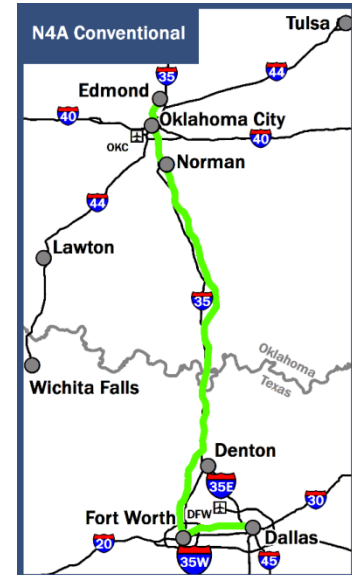 N4A Conventional
Tulsa
35
44
Edmond
40
Oklahoma City
OKC
40
Norman
44
Lawton
35
Oklahoma
Texas
Wichita Falls
Denton
35E
30
Fort Worth
DFW
20
Dallas
35W
45